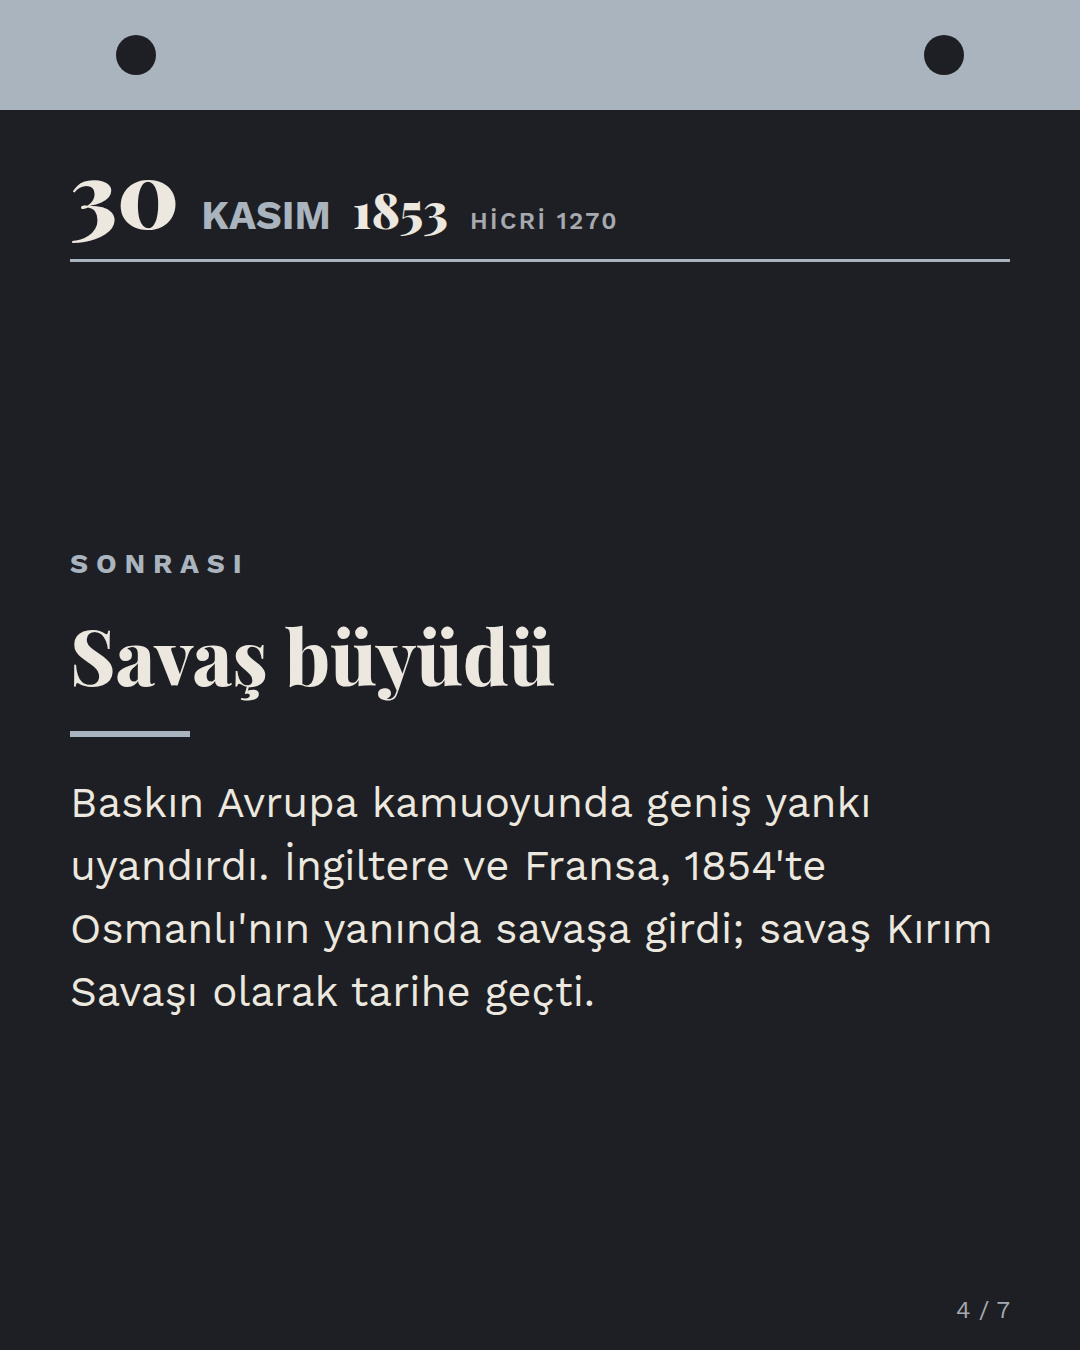 30 KASIM 1853 HİCRİ 1270
SONRASI
Savaş büyüdü
Baskın Avrupa kamuoyunda geniş yankı
uyandırdı. İngiltere ve Fransa, 1854'te
Osmanlı'nın yanında savaşa girdi; savaş Kırım
Savaşı olarak tarihe geçti.
4 / 7